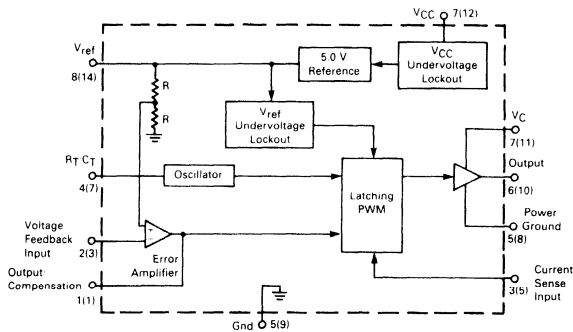 VCC 7(12)
Vref
8(14)
5.0 V
Reference
VCC
Undervoltage
Lockout
R
R
Vref
Undervoltage
Lockout
VC
7(11)
RT CT
4(7)
Oscillator
Latching
PWM
Output
6(10)
Voltage
Feedback
Input
2(3)
Error
Amplifier
Power
Ground
5(8)
Output
Compensation
1(1)
Current
Sense
Input
3(5)
Gnd 5(9)